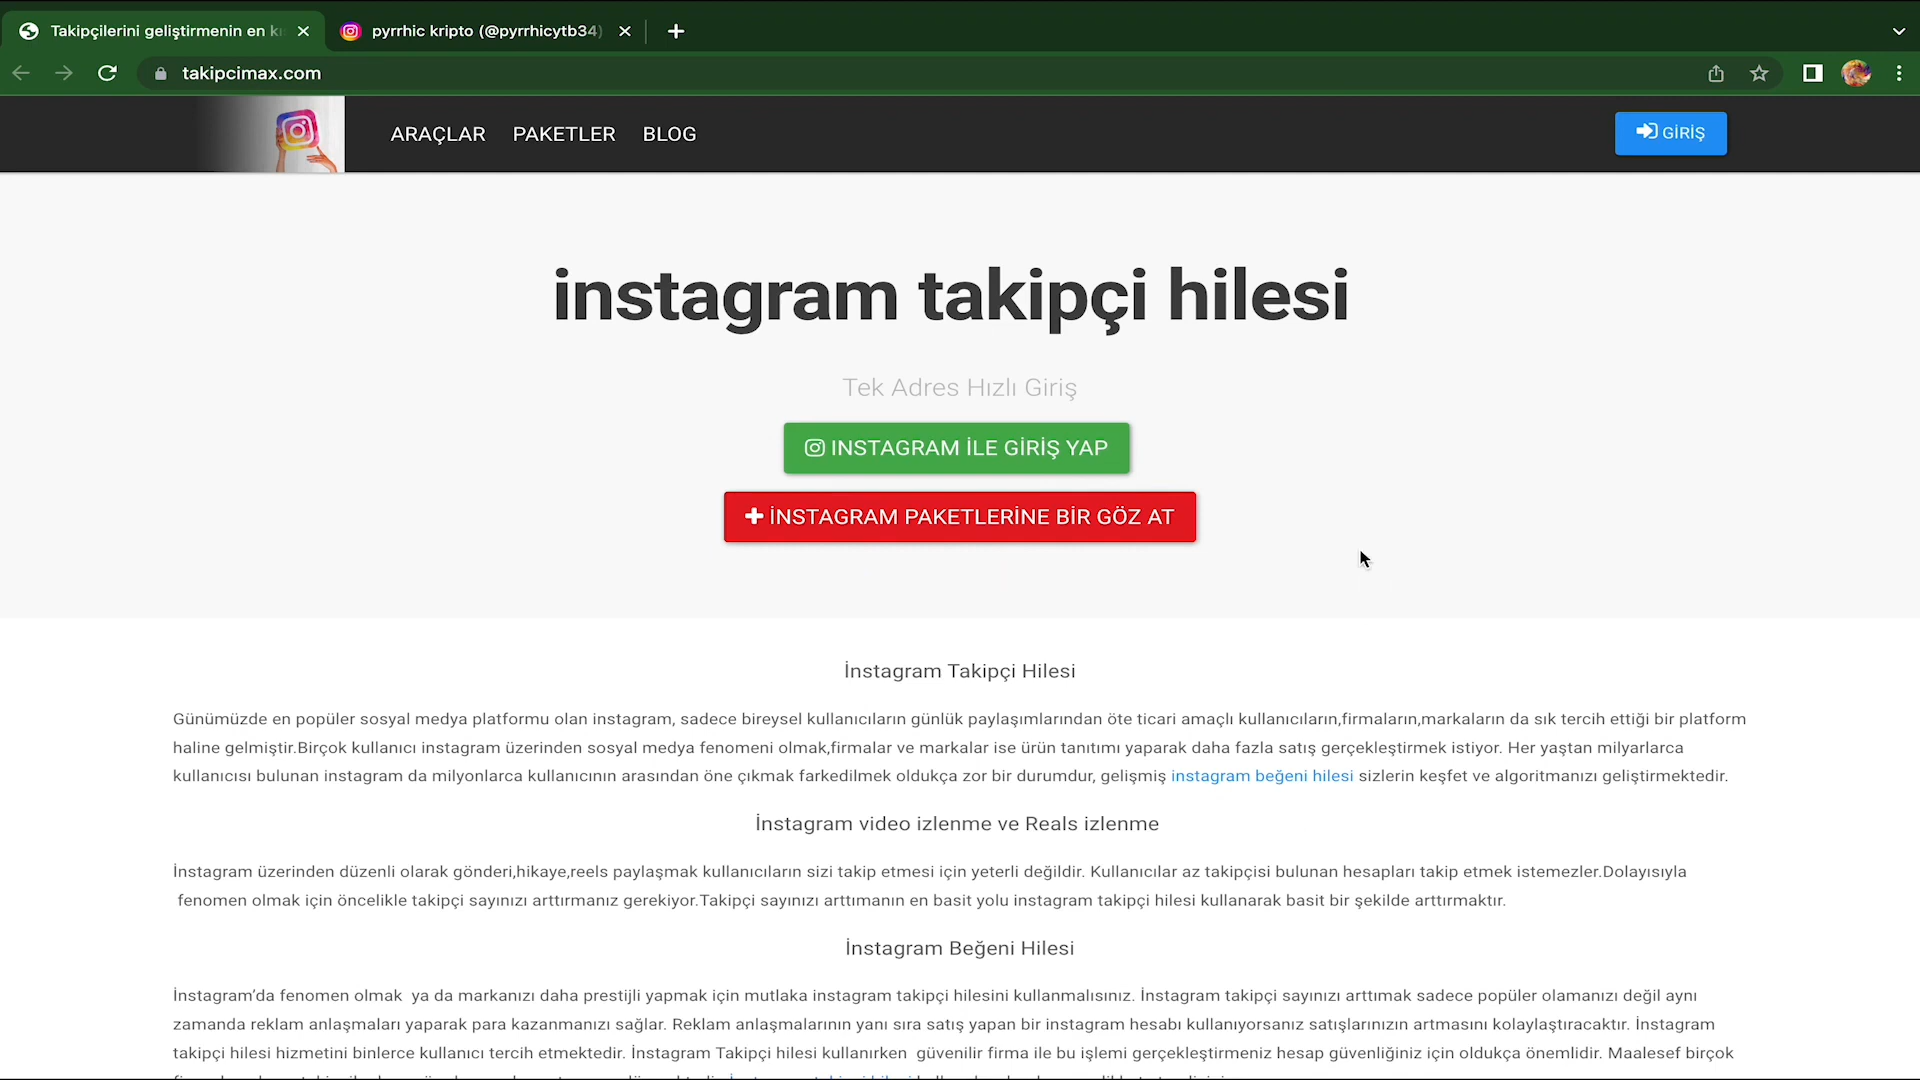 Takipçilerini geliştirmenin en
pyrrhic kripto (@pyrrhicytb34)
takipcimax.com
ARAÇLAR PAKETLER BLOG
GİRİŞ
instagram takipçi hilesi
Tek Adres Hızlı Giriş
INSTAGRAM İLE GİRİŞ YAP
İNSTAGRAM PAKETLERİNE BİR GÖZ AT
İnstagram Takipçi Hilesi
Günümüzde en popüler sosyal medya platformu olan instagram, sadece bireysel kullanıcıların günlük paylaşımlarından öte ticari amaçlı kullanıcıların,firmaların,markaların da sık tercih ettiği bir platform
haline gelmiştir.Birçok kullanıcı instagram üzerinden sosyal medya fenomeni olmak,firmalar ve markalar ise ürün tanıtımı yaparak daha fazla satış gerçekleştirmek istiyor. Her yaştan milyarlarca
kullanıcısı bulunan instagram da milyonlarca kullanıcının arasından öne çıkmak farkedilmek oldukça zor bir durumdur, gelişmiş instagram beğeni hilesi sizlerin keşfet ve algoritmanızı geliştirmektedir.
İnstagram video izlenme ve Reals izlenme
İnstagram üzerinden düzenli olarak gönderi,hikaye,reels paylaşmak kullanıcıların sizi takip etmesi için yeterli değildir. Kullanıcılar az takipçisi bulunan hesapları takip etmek istemezler.Dolayısıyla
fenomen olmak için öncelikle takipçi sayınızı arttırmanız gerekiyor.Takipçi sayınızı arttımanın en basit yolu instagram takipçi hilesi kullanarak basit bir şekilde arttırmaktır.
İnstagram Beğeni Hilesi
İnstagram’da fenomen olmak ya da markanızı daha prestijli yapmak için mutlaka instagram takipçi hilesini kullanmalısınız. İnstagram takipçi sayınızı arttımak sadece popüler olamanızı değil aynı
zamanda reklam anlaşmaları yaparak para kazanmanızı sağlar. Reklam anlaşmalarının yanı sıra satış yapan bir instagram hesabı kullanıyorsanız satışlarınızın artmasını kolaylaştıracaktır. İnstagram
takipçi hilesi hizmetini binlerce kullanıcı tercih etmektedir. İnstagram Takipçi hilesi kullanırken güvenilir firma ile bu işlemi gerçekleştirmeniz hesap güvenliğiniz için oldukça önemlidir. Maalesef birçok